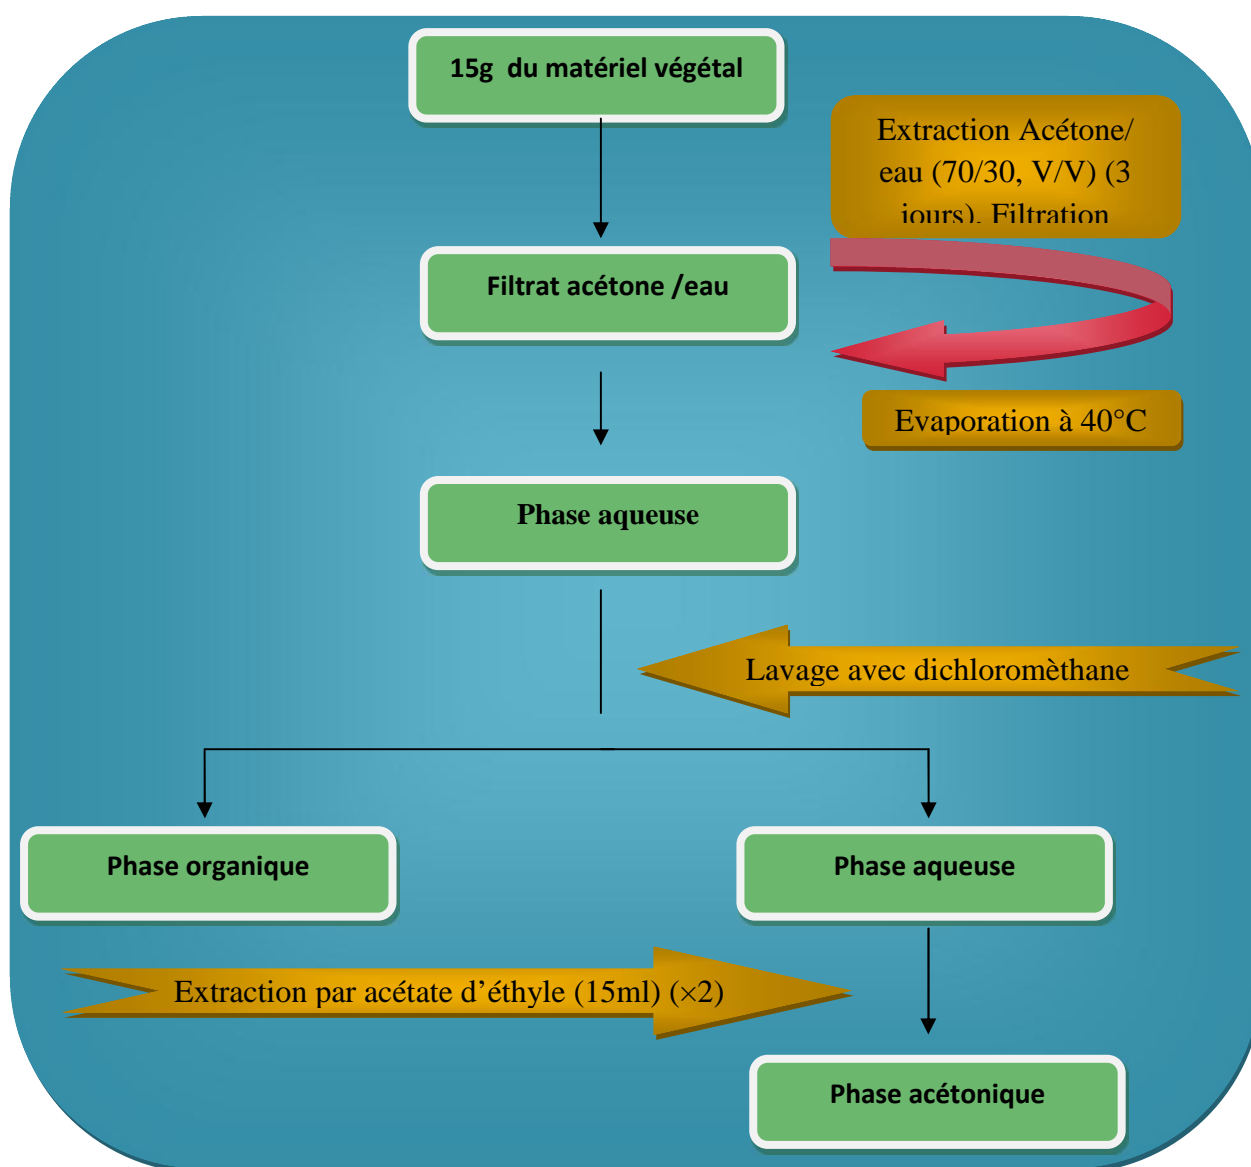 15g du matériel végétal
Extraction Acétone/
eau (70/30, V/V) (3
jours). Filtration
Filtrat acétone /eau
Evaporation à 40°C
Phase aqueuse
Lavage avec dichloromèthane
Phase organique
Phase aqueuse
Extraction par acétate d’éthyle (15ml) (×2)
Phase acétonique